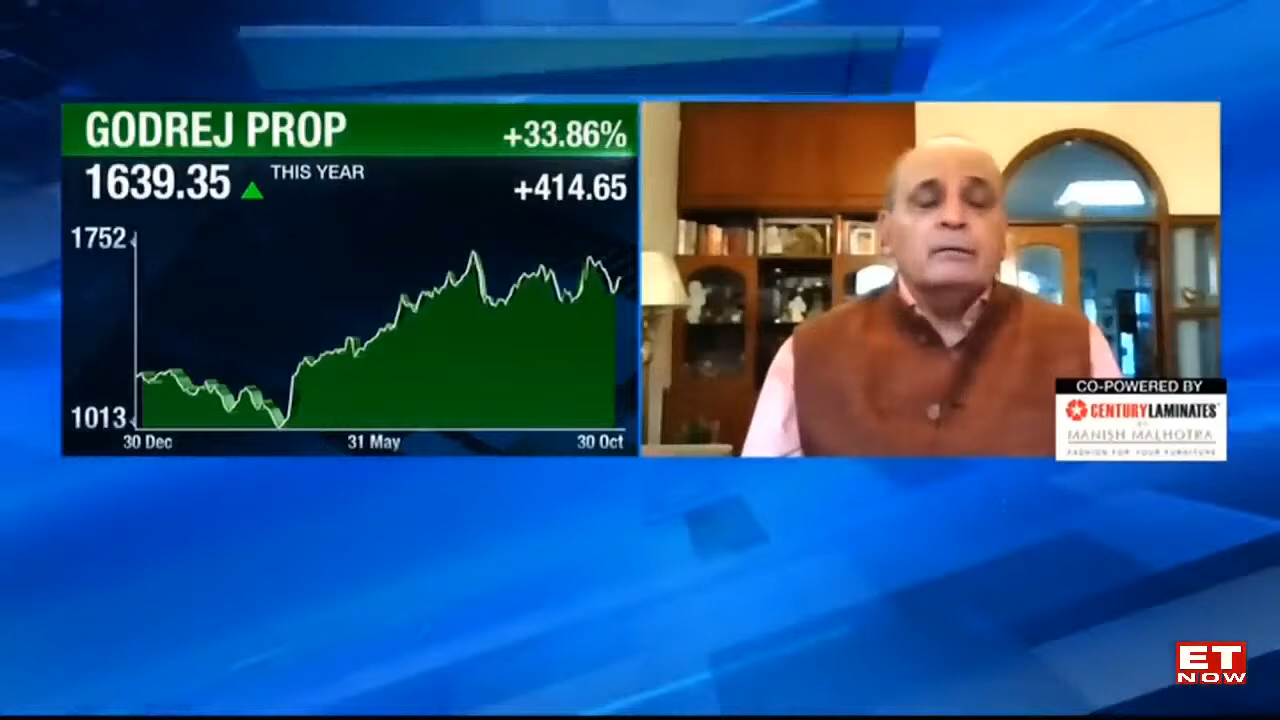 GODREJ PROP
+33.86%
1639.35
THIS YEAR
+414.65
1752
1013
30 Dec
31 May
30 Oct
CO-POWERED BY
CENTURYLAMINATES
BY
MANISH MALHOTRA
FASHION FOR YOUR FURNITURE
ET
NOW